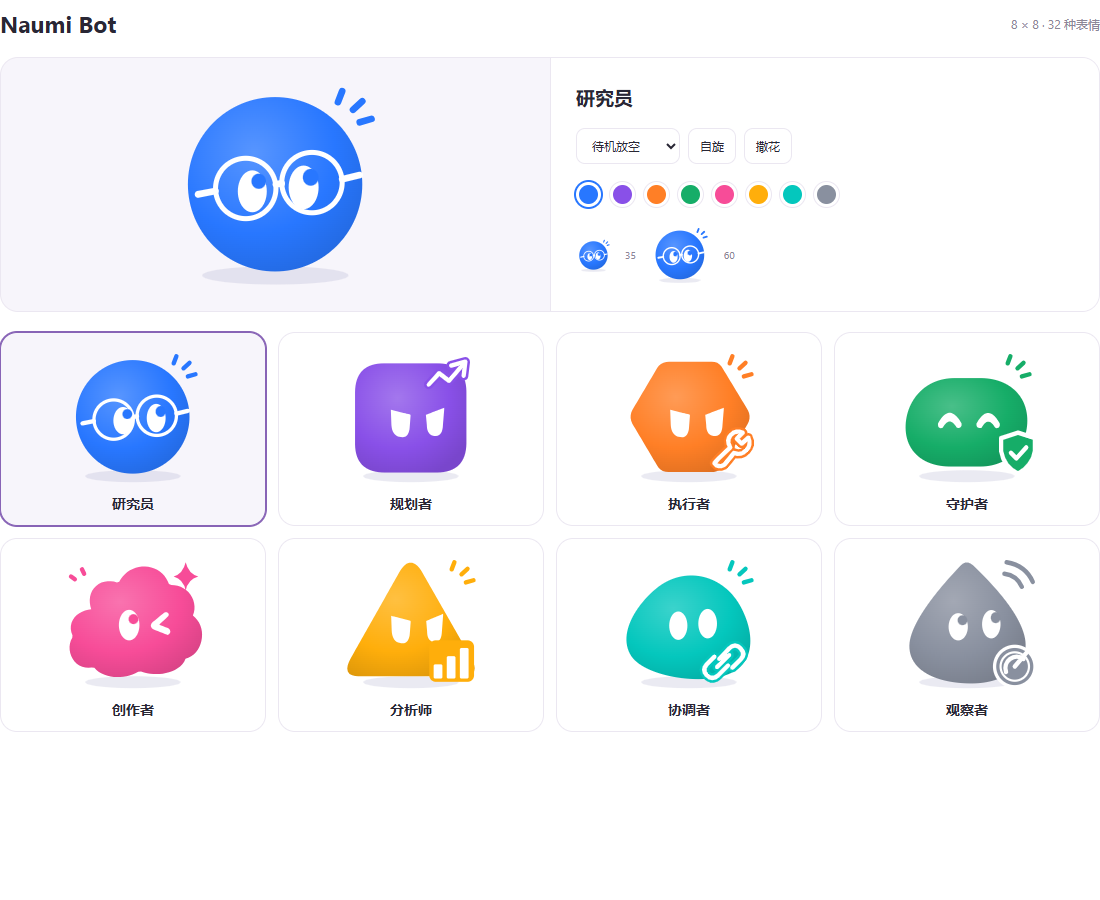 Naumi Bot
8 × 8 · 32 种表情
研究员
待机放空
自旋
撒花
35
60
研究员
规划者
执行者
守护者
创作者
分析师
协调者
观察者